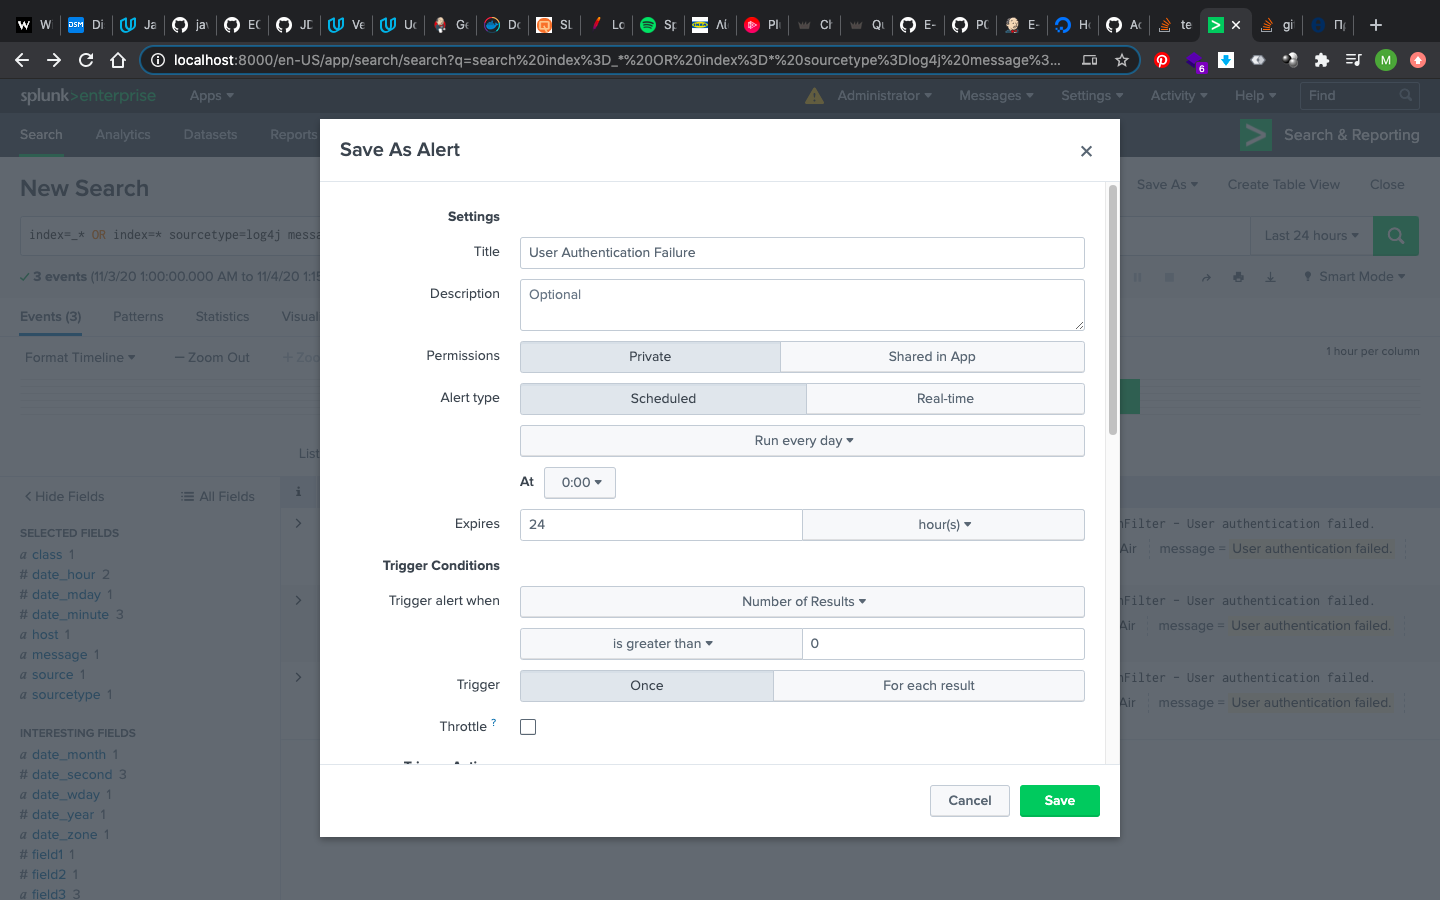 W
Di
Ja
jav
EC
JD
Ve
Uc
Ge
Do
SL
Lo
Sp
Λίσ
Ch
Qu
E-
PC
E-
Ho
Ac
te
gi
Пр
localhost:8000/en-US/app/search/search?q=search%20index%3D_*%20OR%20index%3D*%20sourcetype%3Dlog4j%20message%3...
6
M
splunk>enterprise
Apps
Administrator
Messages
Settings
Activity
Help
Find
Search
Analytics
Datasets
Reports
Search & Reporting
Save As Alert
New Search
Save As
Create Table View
Close
index=_* OR index=* sourcetype=log4j messa
Last 24 hours
3 events (11/3/20 1:00:00.000 AM to 11/4/20 1:15
Smart Mode
Events (3)
Patterns
Statistics
Visual
Format Timeline
— Zoom Out
+ Zoo
1 hour per column
List
Hide Fields
All Fields
i
SELECTED FIELDS
a class 1
# date_hour 2
# date_mday 1
# date_minute 3
a host 1
a message 1
a source 1
a sourcetype 1
INTERESTING FIELDS
a date_month 1
# date_second 3
a date_wday 1
# date_year 1
a date_zone 1
# field1 1
# field2 1
a field3 3
Settings
Title
User Authentication Failure
Description
Optional
Permissions
Private
Shared in App
Alert type
Scheduled
Real-time
Run every day
At
0:00
Expires
24
hour(s)
Trigger Conditions
Trigger alert when
Number of Results
is greater than
0
Trigger
Once
For each result
Throttle ?
Cancel
Save
nFilter - User authentication failed.
Air
message = User authentication failed.
nFilter - User authentication failed.
Air
message = User authentication failed.
nFilter - User authentication failed.
Air
message = User authentication failed.